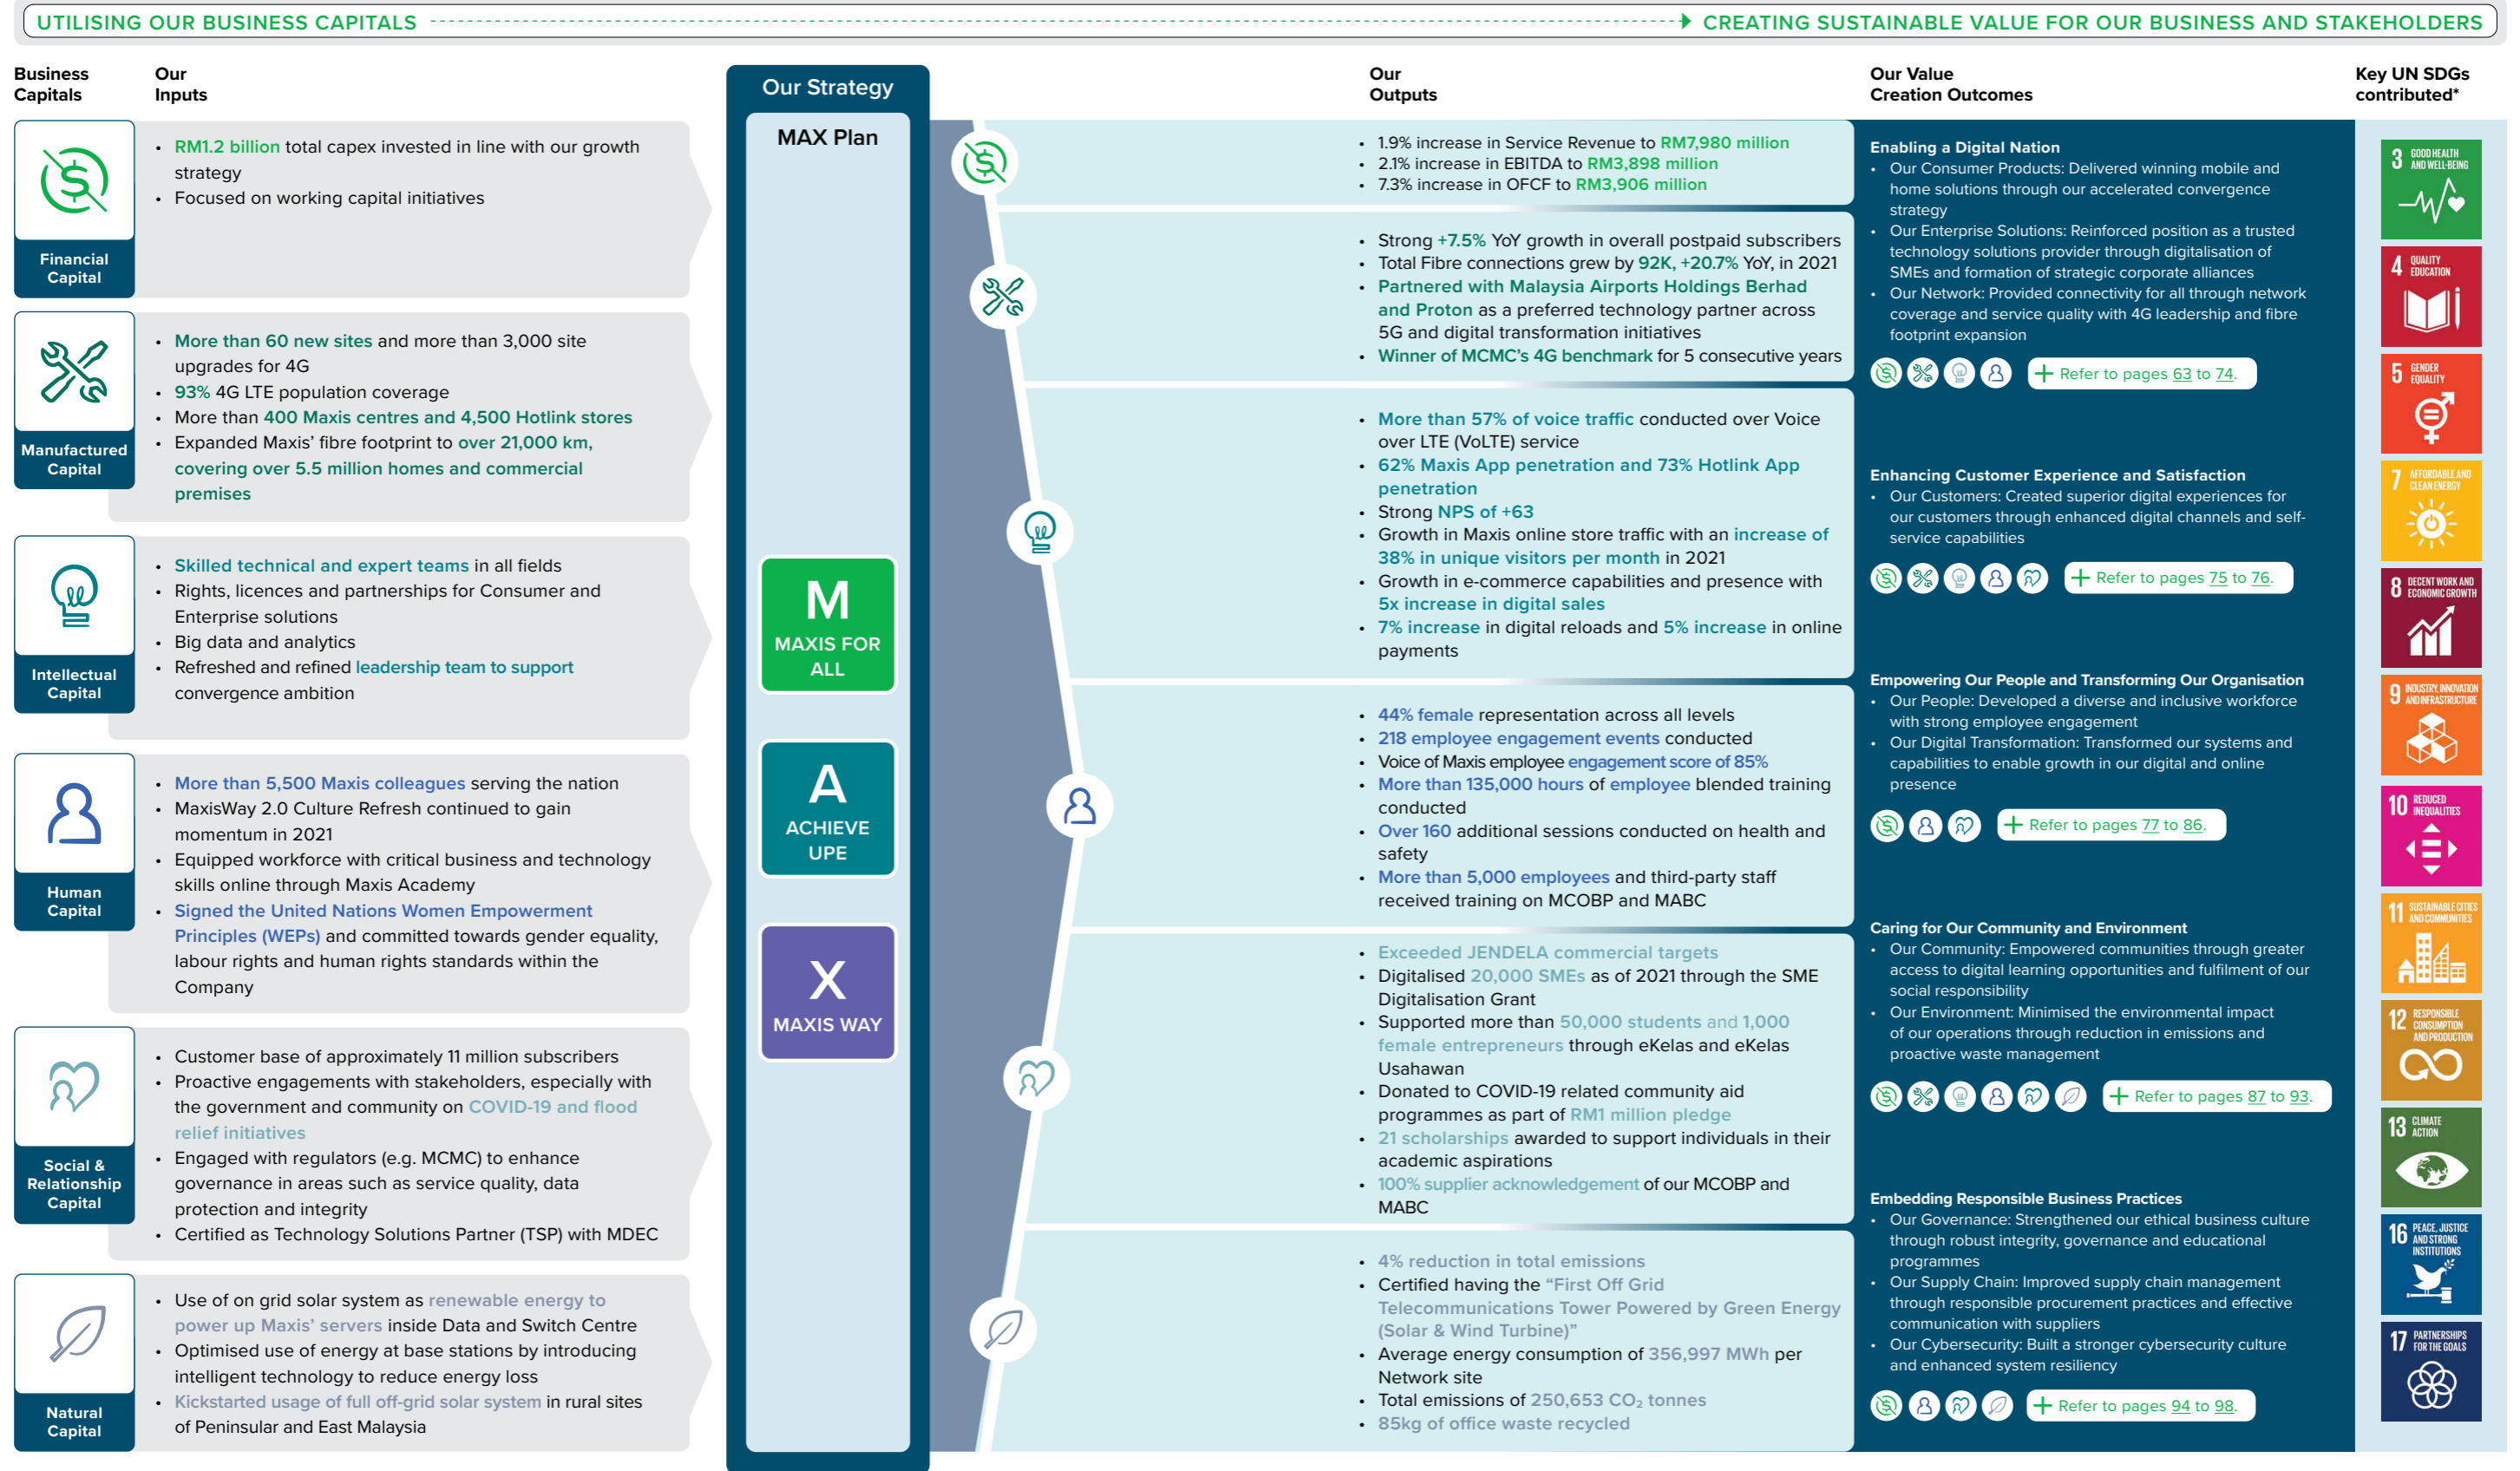 UTILISING OUR BUSINESS CAPITALS
CREATING SUSTAINABLE VALUE FOR OUR BUSINESS AND STAKEHOLDERS
Business
Capitals
Our
Inputs
Financial
Capital
• RM1.2 billion total capex invested in line with our growth
strategy
• Focused on working capital initiatives
Manufactured
Capital
• More than 60 new sites and more than 3,000 site
upgrades for 4G
• 93% 4G LTE population coverage
• More than 400 Maxis centres and 4,500 Hotlink stores
• Expanded Maxis’ fibre footprint to over 21,000 km,
covering over 5.5 million homes and commercial
premises
Intellectual
Capital
• Skilled technical and expert teams in all fields
• Rights, licences and partnerships for Consumer and
Enterprise solutions
• Big data and analytics
• Refreshed and refined leadership team to support
convergence ambition
Human
Capital
• More than 5,500 Maxis colleagues serving the nation
• MaxisWay 2.0 Culture Refresh continued to gain
momentum in 2021
• Equipped workforce with critical business and technology
skills online through Maxis Academy
• Signed the United Nations Women Empowerment
Principles (WEPs) and committed towards gender equality,
labour rights and human rights standards within the
Company
Social &
Relationship
Capital
• Customer base of approximately 11 million subscribers
• Proactive engagements with stakeholders, especially with
the government and community on COVID-19 and flood
relief initiatives
• Engaged with regulators (e.g. MCMC) to enhance
governance in areas such as service quality, data
protection and integrity
• Certified as Technology Solutions Partner (TSP) with MDEC
Natural
Capital
• Use of on grid solar system as renewable energy to
power up Maxis’ servers inside Data and Switch Centre
• Optimised use of energy at base stations by introducing
intelligent technology to reduce energy loss
• Kickstarted usage of full off-grid solar system in rural sites
of Peninsular and East Malaysia
Our Strategy
MAX Plan
M
MAXIS FOR
ALL
A
ACHIEVE
UPE
X
MAXIS WAY
Our
Outputs
• 1.9% increase in Service Revenue to RM7,980 million
• 2.1% increase in EBITDA to RM3,898 million
• 7.3% increase in OFCF to RM3,906 million
• Strong +7.5% YoY growth in overall postpaid subscribers
• Total Fibre connections grew by 92K, +20.7% YoY, in 2021
• Partnered with Malaysia Airports Holdings Berhad
and Proton as a preferred technology partner across
5G and digital transformation initiatives
• Winner of MCMC’s 4G benchmark for 5 consecutive years
• More than 57% of voice traffic conducted over Voice
over LTE (VoLTE) service
• 62% Maxis App penetration and 73% Hotlink App
penetration
• Strong NPS of +63
• Growth in Maxis online store traffic with an increase of
38% in unique visitors per month in 2021
• Growth in e-commerce capabilities and presence with
5x increase in digital sales
• 7% increase in digital reloads and 5% increase in online
payments
• 44% female representation across all levels
• 218 employee engagement events conducted
• Voice of Maxis employee engagement score of 85%
• More than 135,000 hours of employee blended training
conducted
• Over 160 additional sessions conducted on health and
safety
• More than 5,000 employees and third-party staff
received training on MCOBP and MABC
• Exceeded JENDELA commercial targets
• Digitalised 20,000 SMEs as of 2021 through the SME
Digitalisation Grant
• Supported more than 50,000 students and 1,000
female entrepreneurs through eKelas and eKelas
Usahawan
• Donated to COVID-19 related community aid
programmes as part of RM1 million pledge
• 21 scholarships awarded to support individuals in their
academic aspirations
• 100% supplier acknowledgement of our MCOBP and
MABC
• 4% reduction in total emissions
• Certified having the “First Off Grid
Telecommunications Tower Powered by Green Energy
(Solar & Wind Turbine)”
• Average energy consumption of 356,997 MWh per
Network site
• Total emissions of 250,653 CO₂ tonnes
• 85kg of office waste recycled
Our Value
Creation Outcomes
Enabling a Digital Nation
• Our Consumer Products: Delivered winning mobile and
home solutions through our accelerated convergence
strategy
• Our Enterprise Solutions: Reinforced position as a trusted
technology solutions provider through digitalisation of
SMEs and formation of strategic corporate alliances
• Our Network: Provided connectivity for all through network
coverage and service quality with 4G leadership and fibre
footprint expansion
+ Refer to pages 63 to 74.
Enhancing Customer Experience and Satisfaction
• Our Customers: Created superior digital experiences for
our customers through enhanced digital channels and self-
service capabilities
+ Refer to pages 75 to 76.
Empowering Our People and Transforming Our Organisation
• Our People: Developed a diverse and inclusive workforce
with strong employee engagement
• Our Digital Transformation: Transformed our systems and
capabilities to enable growth in our digital and online
presence
+ Refer to pages 77 to 86.
Caring for Our Community and Environment
• Our Community: Empowered communities through greater
access to digital learning opportunities and fulfilment of our
social responsibility
• Our Environment: Minimised the environmental impact
of our operations through reduction in emissions and
proactive waste management
+ Refer to pages 87 to 93.
Embedding Responsible Business Practices
• Our Governance: Strengthened our ethical business culture
through robust integrity, governance and educational
programmes
• Our Supply Chain: Improved supply chain management
through responsible procurement practices and effective
communication with suppliers
• Our Cybersecurity: Built a stronger cybersecurity culture
and enhanced system resiliency
+ Refer to pages 94 to 98.
Key UN SDGs
contributed*
3 GOOD HEALTH
AND WELL-BEING
4 QUALITY
EDUCATION
5 GENDER
EQUALITY
7 AFFORDABLE AND
CLEAN ENERGY
8 DECENT WORK AND
ECONOMIC GROWTH
9 INDUSTRY, INNOVATION
AND INFRASTRUCTURE
10 REDUCED
INEQUALITIES
11 SUSTAINABLE CITIES
AND COMMUNITIES
12 RESPONSIBLE
CONSUMPTION
AND PRODUCTION
13 CLIMATE
ACTION
16 PEACE, JUSTICE
AND STRONG
INSTITUTIONS
17 PARTNERSHIPS
FOR THE GOALS